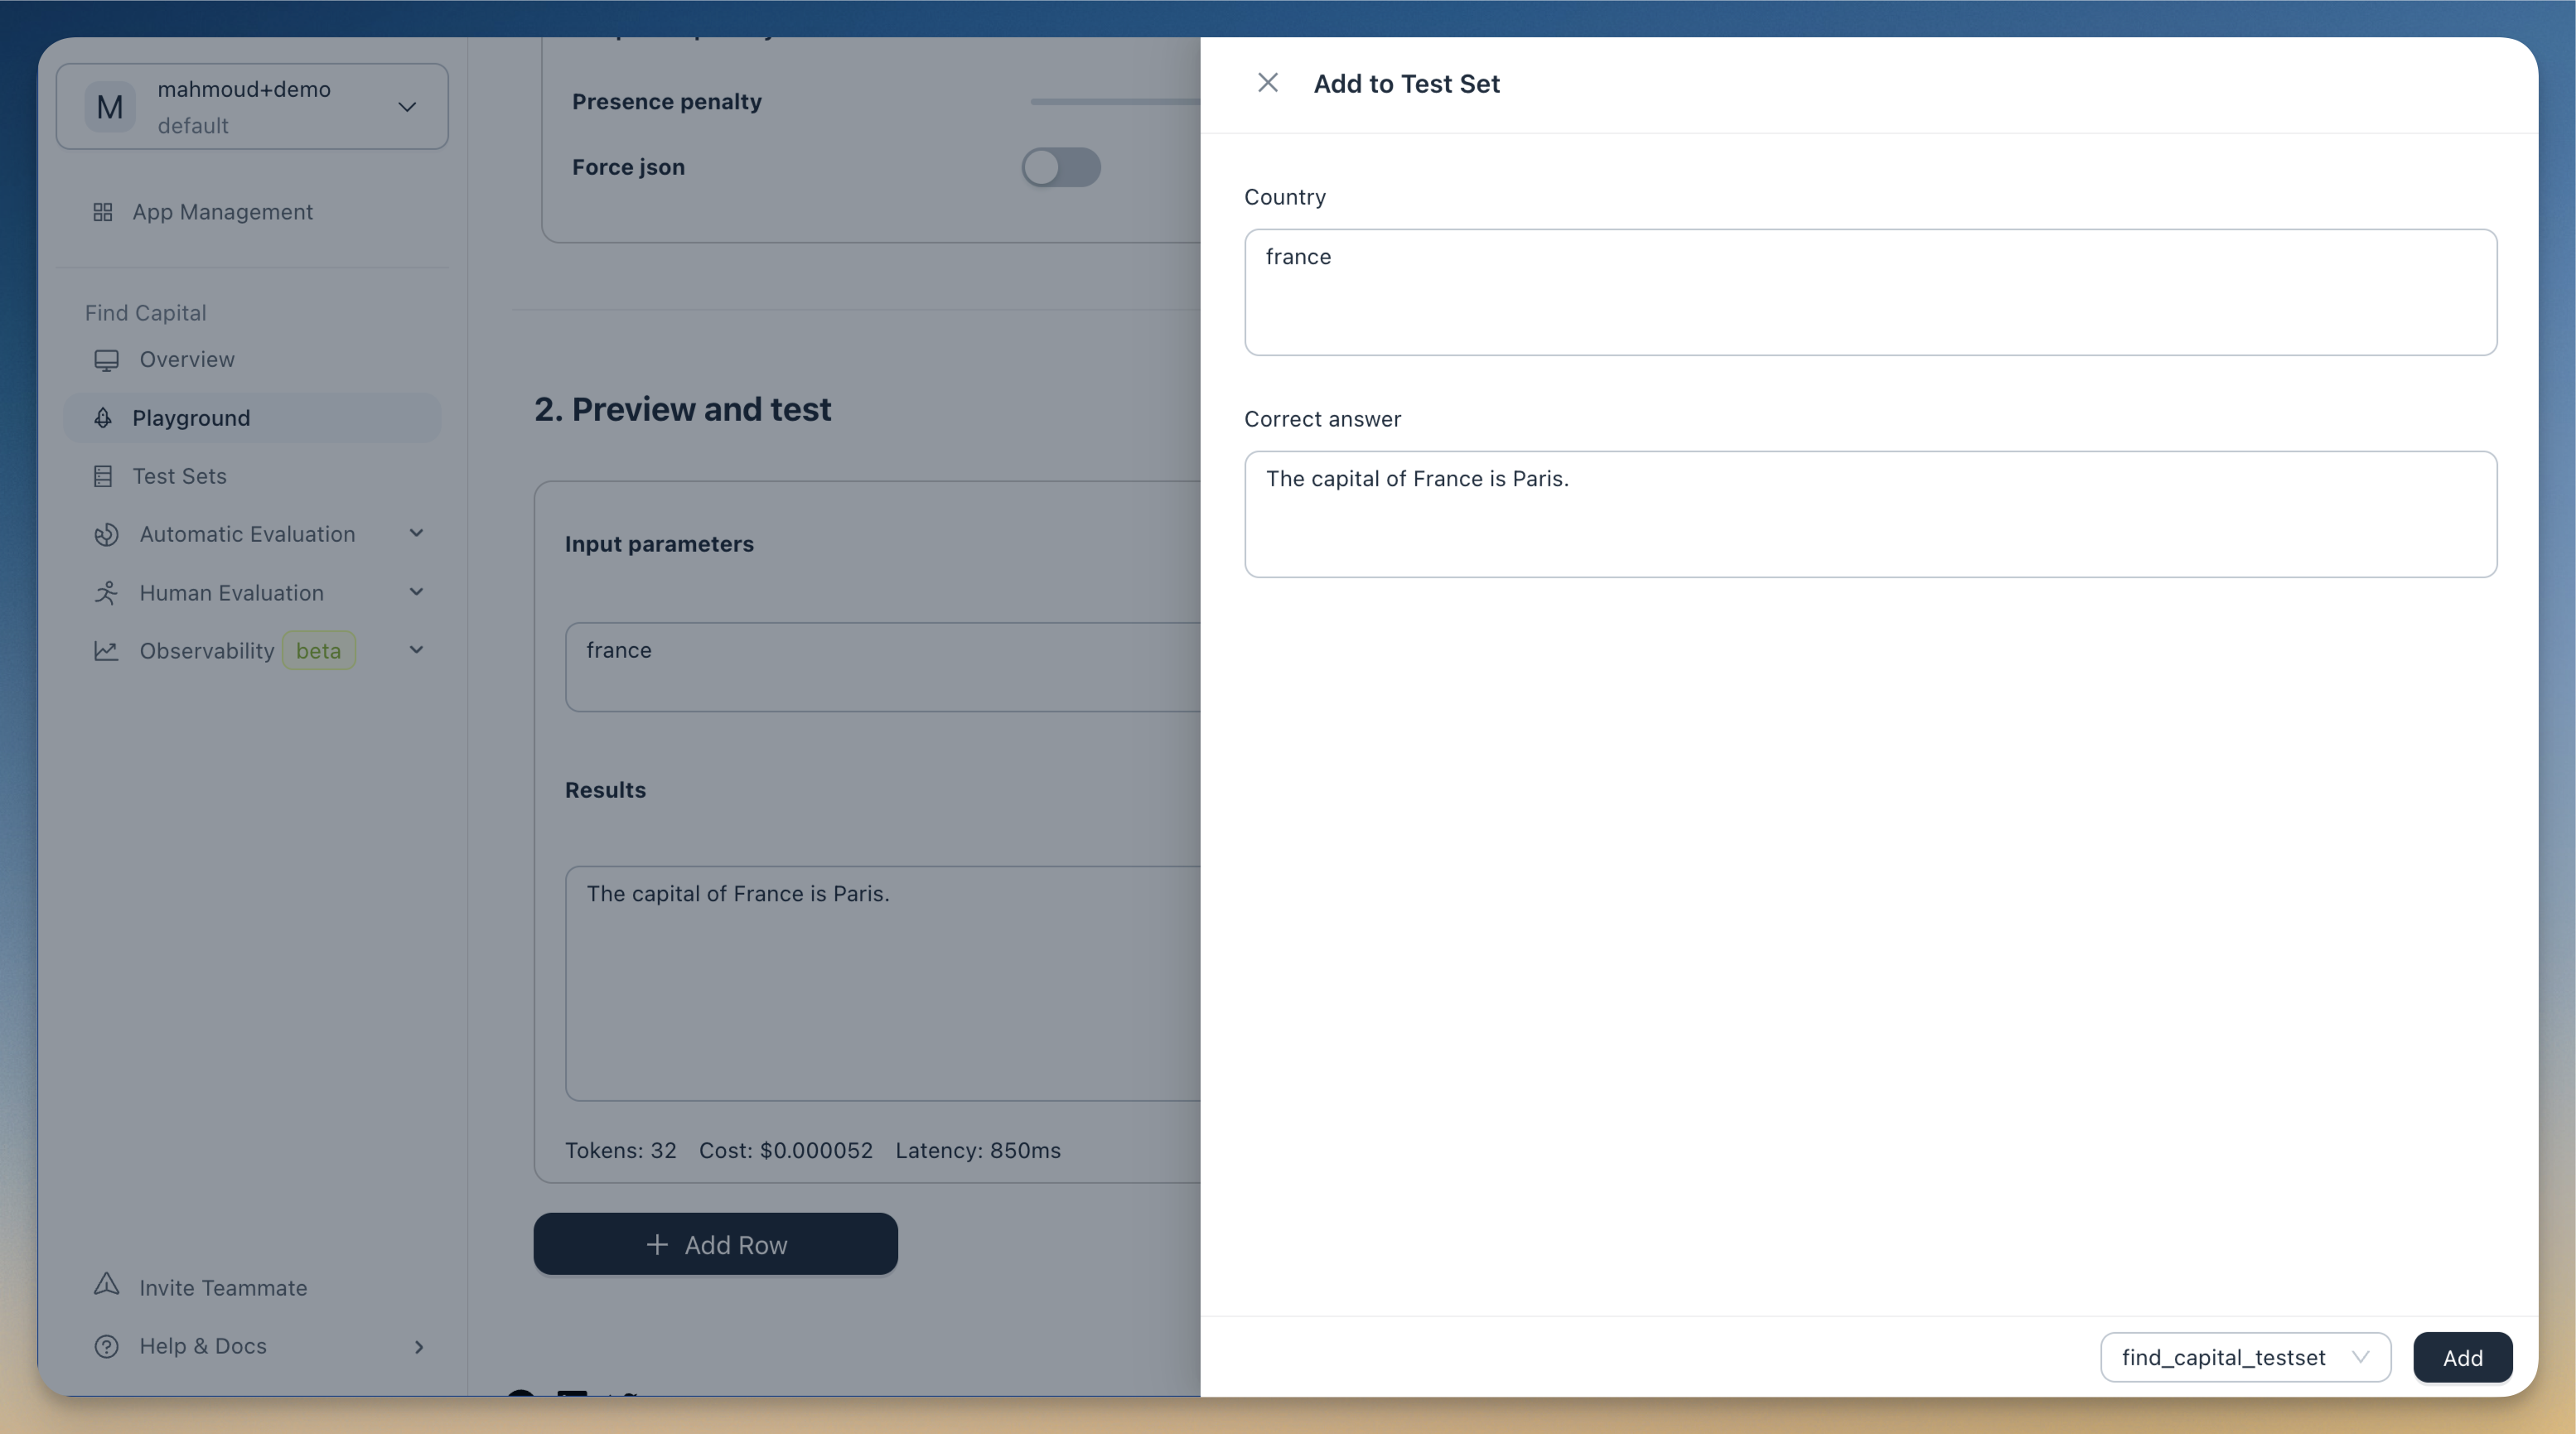 M
mahmoud+demo
default
App Management
Find Capital
Overview
Playground
Test Sets
Automatic Evaluation
Human Evaluation
Observability beta
Invite Teammate
Help & Docs
Presence penalty
Force json
2. Preview and test
Input parameters
france
Results
The capital of France is Paris.
Tokens: 32 Cost: $0.000052 Latency: 850ms
Add Row
Add to Test Set
Country
france
Correct answer
The capital of France is Paris.
find_capital_testset
Add